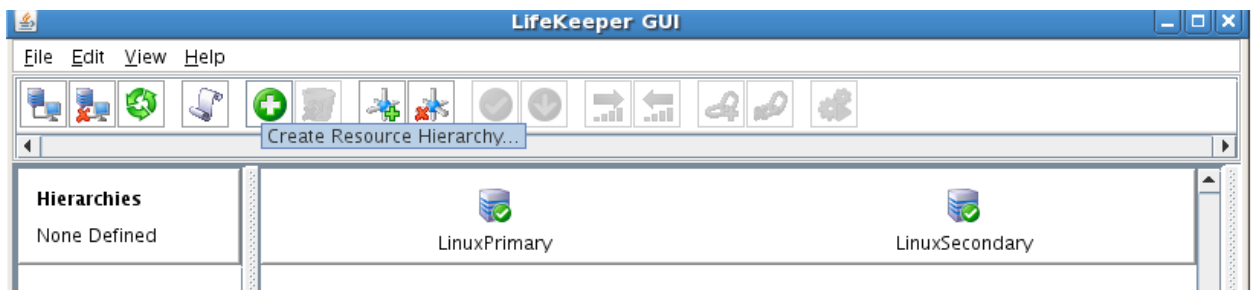 LifeKeeper GUI
File Edit View Help
Create Resource Hierarchy...
Hierarchies
None Defined
LinuxPrimary
LinuxSecondary